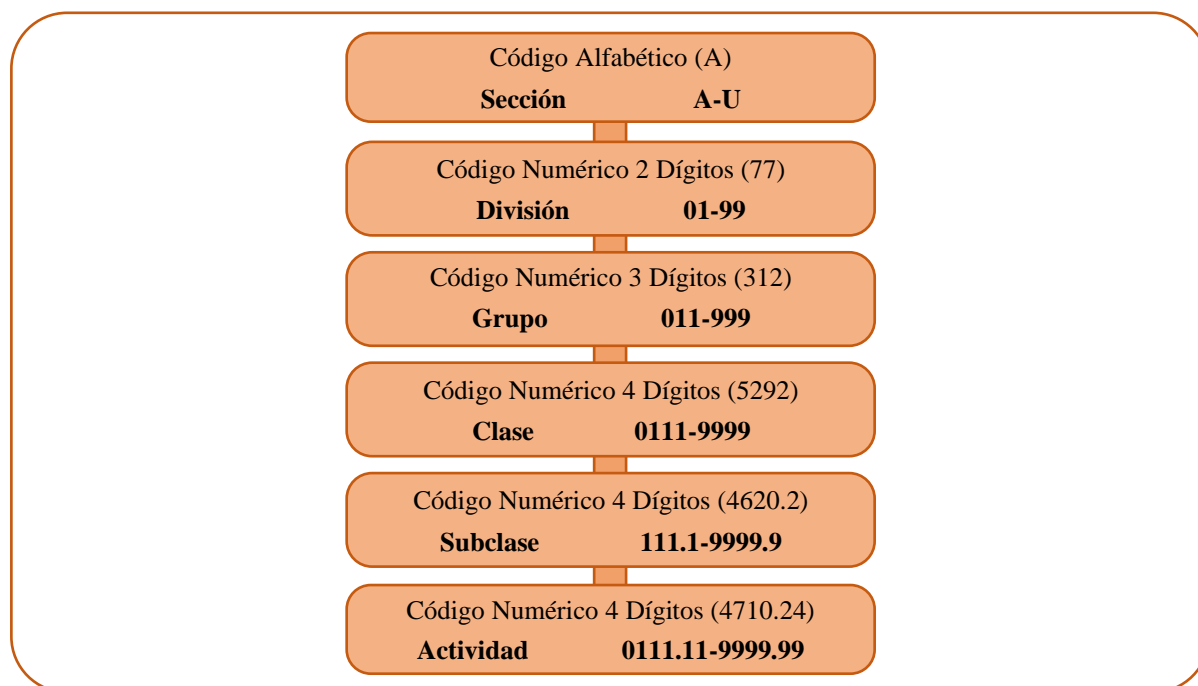 Código Alfabético (A)
Sección A-U
Código Numérico 2 Dígitos (77)
División 01-99
Código Numérico 3 Dígitos (312)
Grupo 011-999
Código Numérico 4 Dígitos (5292)
Clase 0111-9999
Código Numérico 4 Dígitos (4620.2)
Subclase 111.1-9999.9
Código Numérico 4 Dígitos (4710.24)
Actividad 0111.11-9999.99